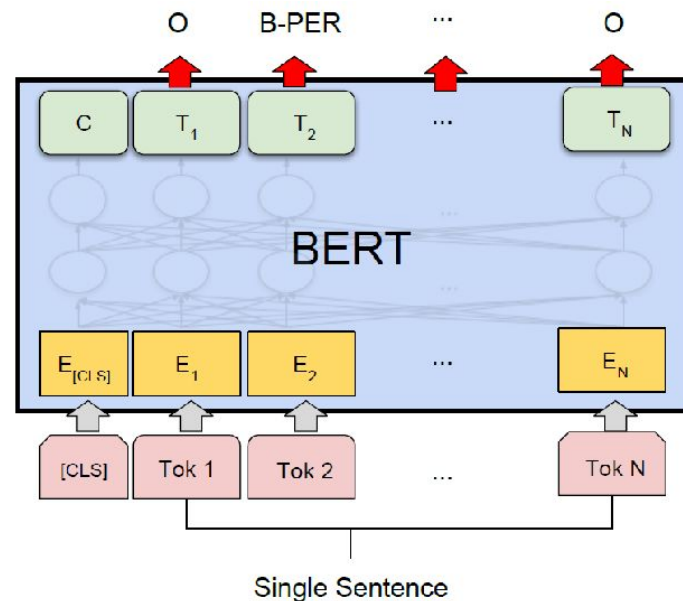 O B-PER ... O
C T1 T2 ... TN
...
BERT
...
E[CLS] E1 E2 ... EN
[CLS] Tok 1 Tok 2 ... Tok N
Single Sentence